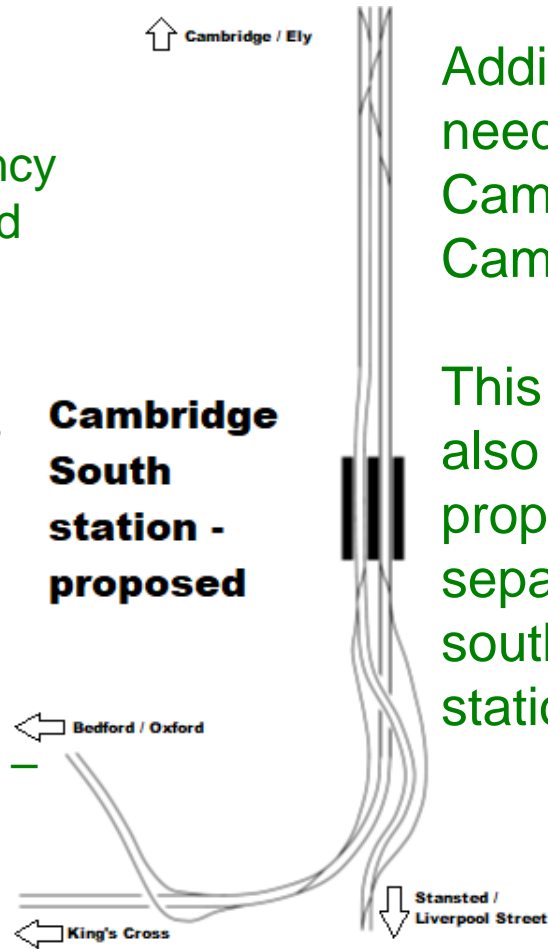 Cambridge / Ely
ncy
d
Cambridge
South
station -
proposed
Bedford / Oxford
–
King's Cross
Stansted /
Liverpool Street
Addi
need
Cam
Cam
This
also
prop
sepa
south
statio